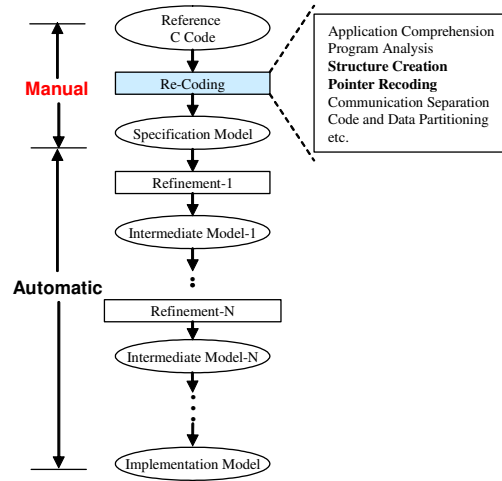 Reference
C Code
Re-Coding
Manual
Specification Model
Refinement-1
Intermediate Model-1
Automatic
Refinement-N
Intermediate Model-N
Implementation Model
Application Comprehension
Program Analysis
Structure Creation
Pointer Recoding
Communication Separation
Code and Data Partitioning
etc.